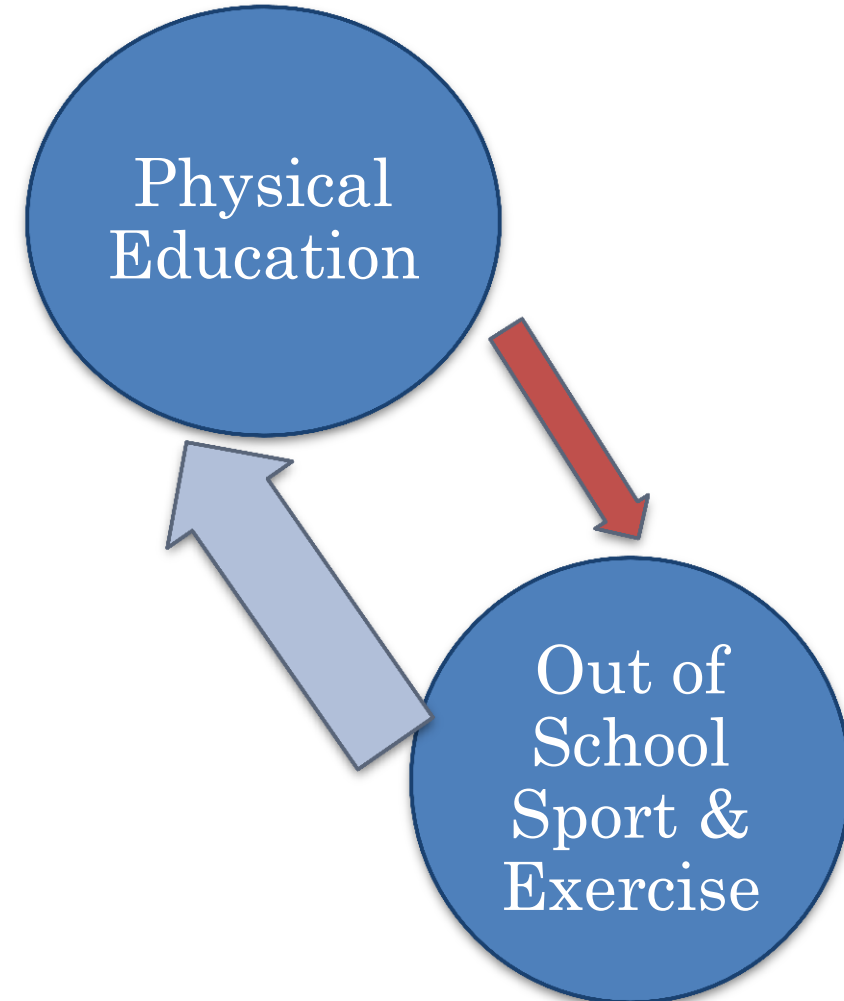 Physical
Education
Out of
School
Sport &
Exercise